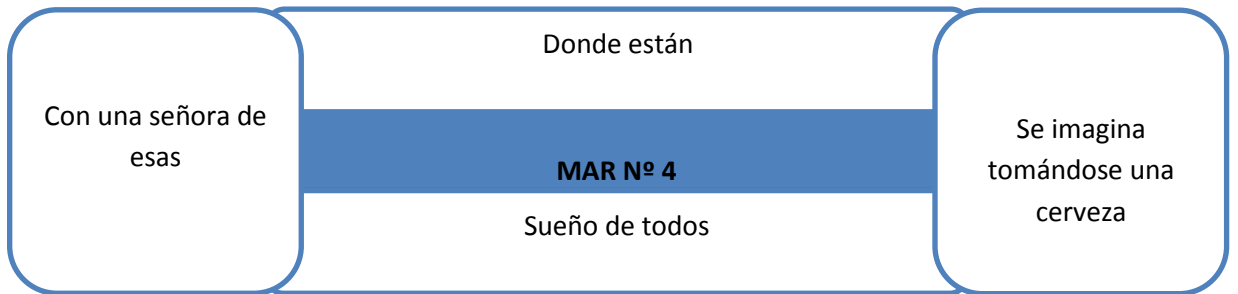 Con una señora de
esas
Donde están
MAR Nº 4
Sueño de todos
Se imagina
tomándose una
cerveza